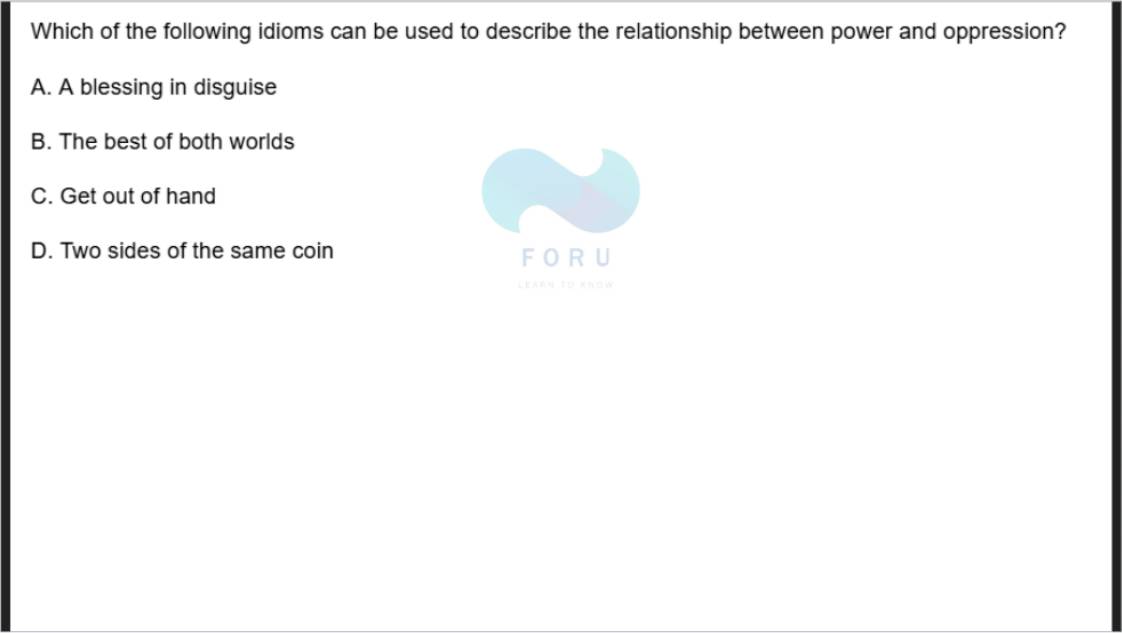 Which of the following idioms can be used to describe the relationship between power and oppression?
A. A blessing in disguise
B. The best of both worlds
C. Get out of hand
D. Two sides of the same coin
FORU
LEARN TO KNOW